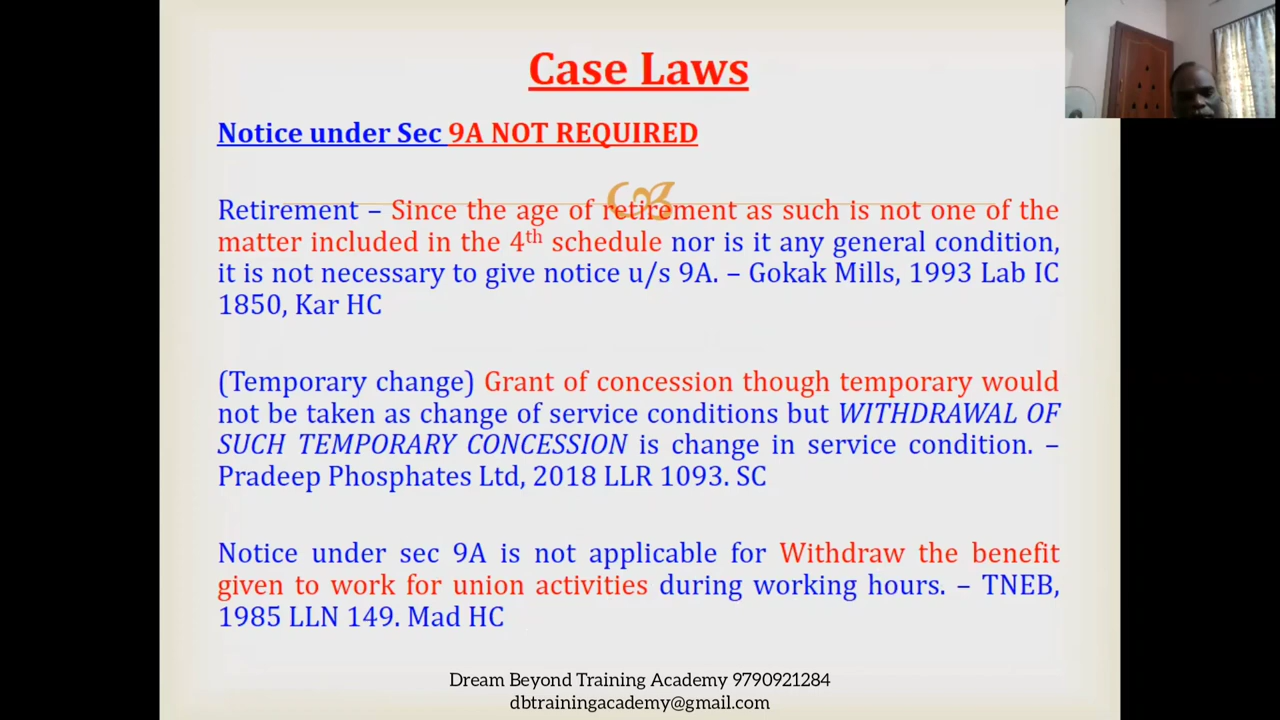 Case Laws
Notice under Sec 9A NOT REQUIRED
Retirement – Since the age of retirement as such is not one of the
matter included in the 4th schedule nor is it any general condition,
it is not necessary to give notice u/s 9A. – Gokak Mills, 1993 Lab IC
1850, Kar HC
(Temporary change) Grant of concession though temporary would
not be taken as change of service conditions but WITHDRAWAL OF
SUCH TEMPORARY CONCESSION is change in service condition. –
Pradeep Phosphates Ltd, 2018 LLR 1093. SC
Notice under sec 9A is not applicable for Withdraw the benefit
given to work for union activities during working hours. – TNEB,
1985 LLN 149. Mad HC
Dream Beyond Training Academy 9790921284
dbtrainingacademy@gmail.com